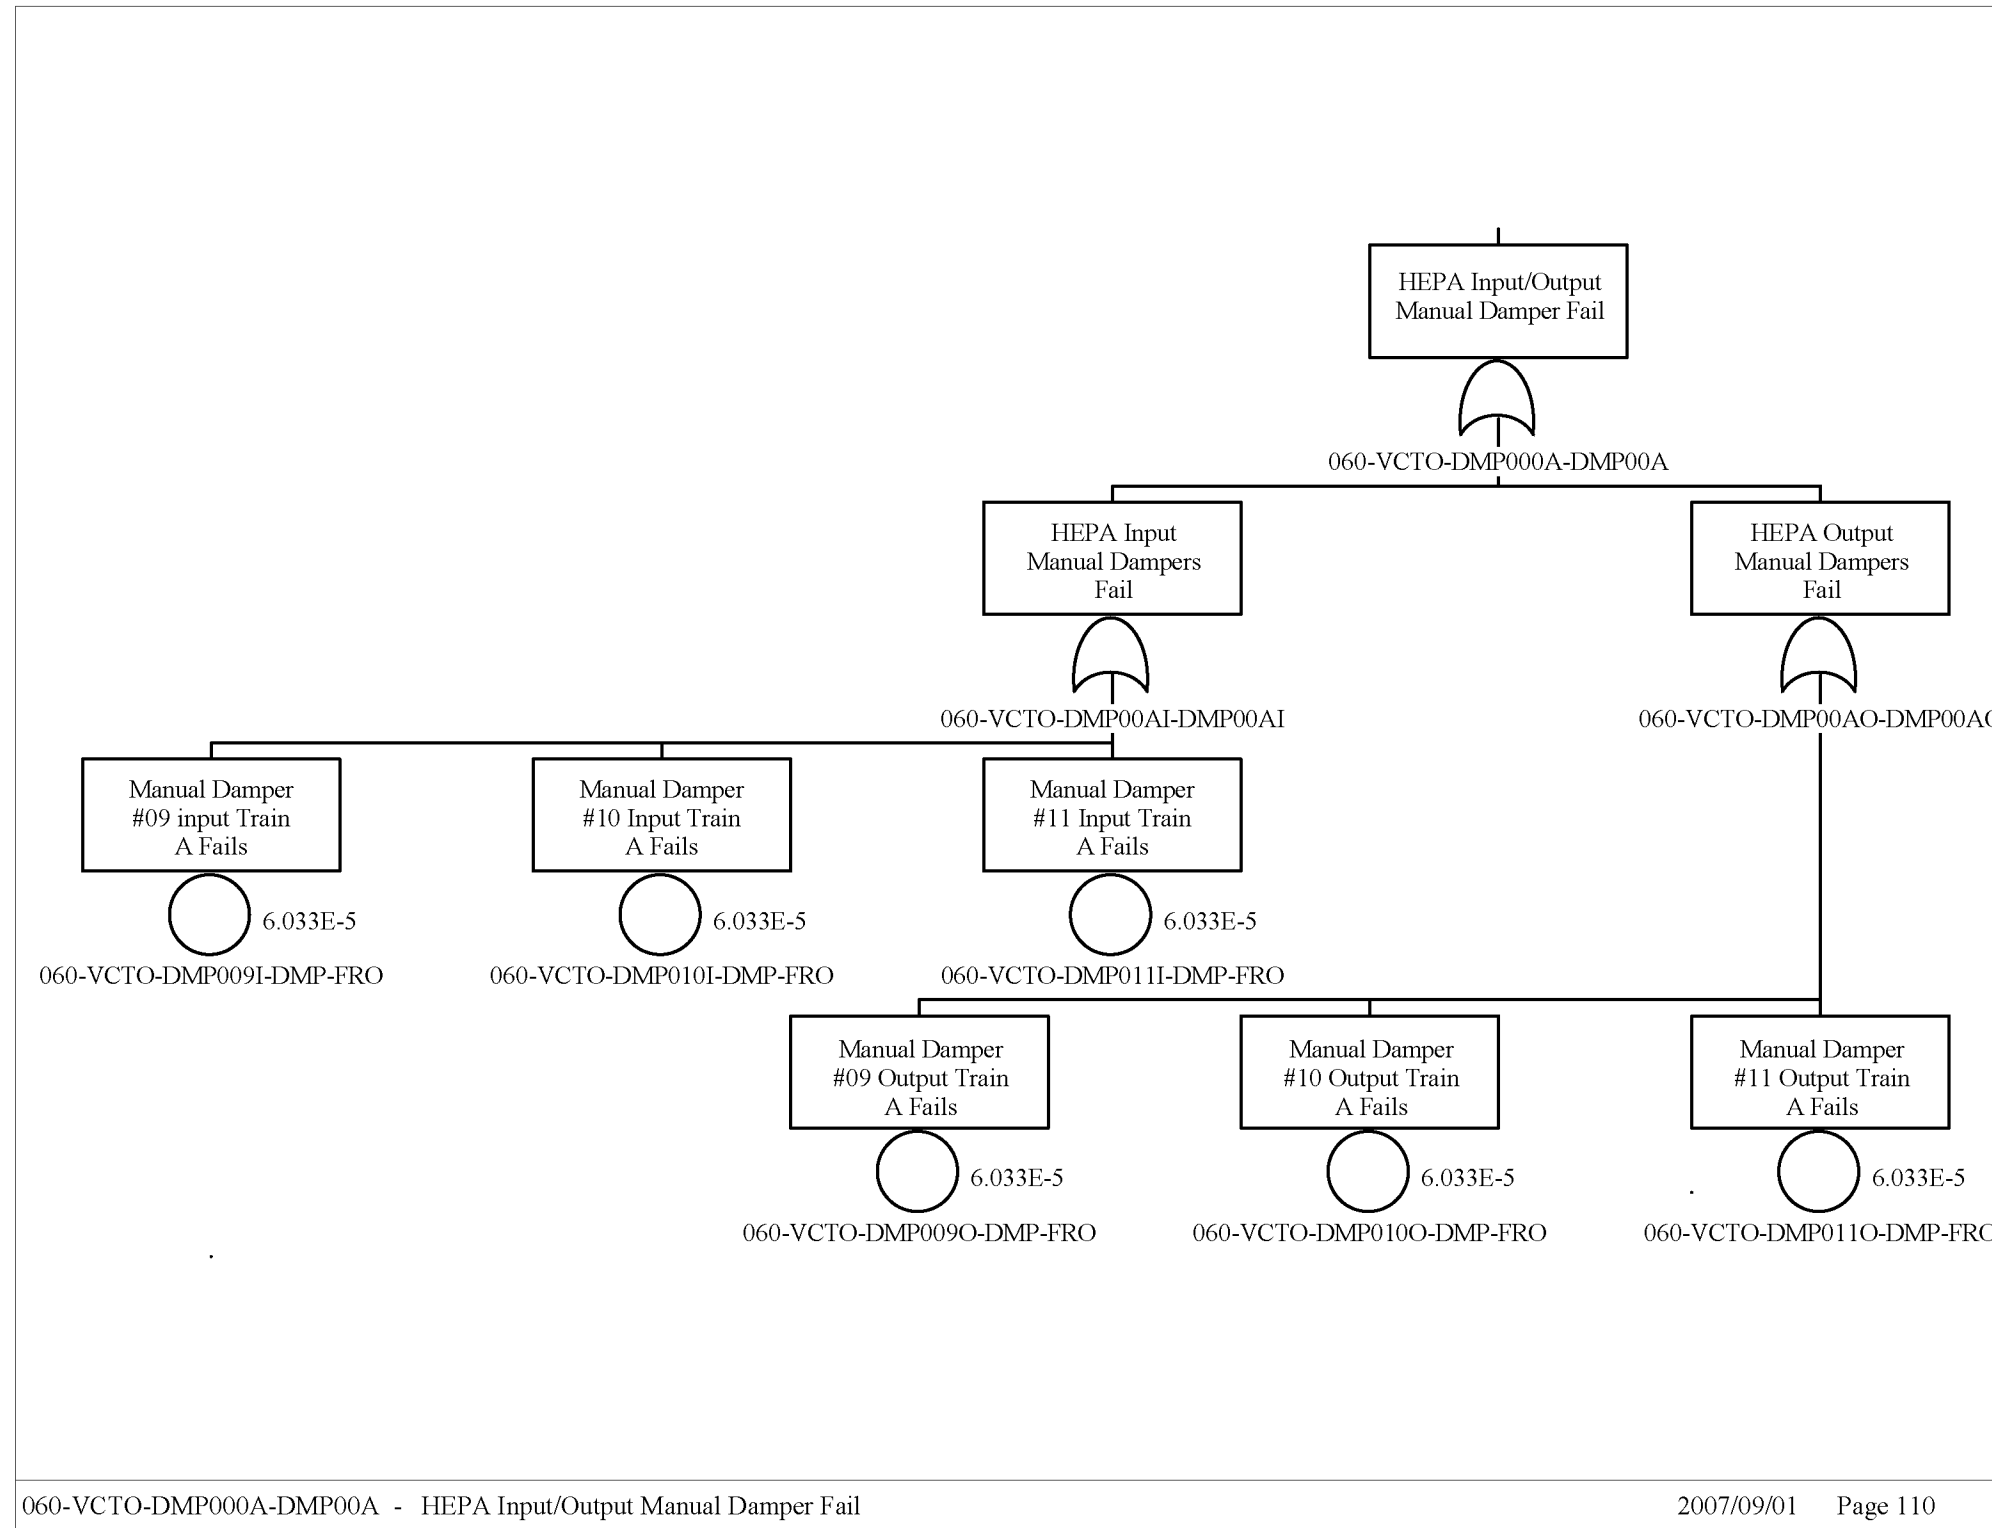 HEPA Input/Output
Manual Damper Fail
060-VCTO-DMP000A-DMP00A
HEPA Input
Manual Dampers
Fail
060-VCTO-DMP00AI-DMP00AI
HEPA Output
Manual Dampers
Fail
060-VCTO-DMP00AO-DMP00AO
Manual Damper
#09 input Train
A Fails
6.033E-5
060-VCTO-DMP009I-DMP-FRO
Manual Damper
#10 Input Train
A Fails
6.033E-5
060-VCTO-DMP010I-DMP-FRO
Manual Damper
#11 Input Train
A Fails
6.033E-5
060-VCTO-DMP011I-DMP-FRO
Manual Damper
#09 Output Train
A Fails
6.033E-5
060-VCTO-DMP009O-DMP-FRO
Manual Damper
#10 Output Train
A Fails
6.033E-5
060-VCTO-DMP010O-DMP-FRO
Manual Damper
#11 Output Train
A Fails
6.033E-5
060-VCTO-DMP011O-DMP-FRO
060-VCTO-DMP000A-DMP00A - HEPA Input/Output Manual Damper Fail
2007/09/01 Page 110